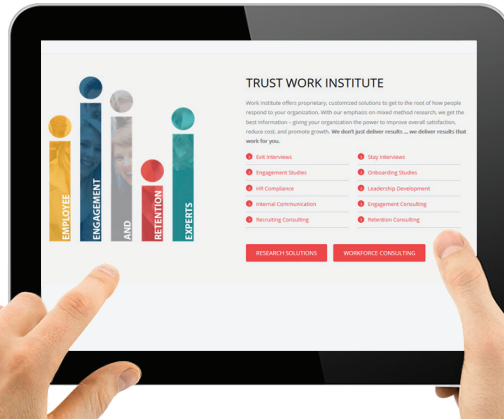 EMPLOYEE
ENGAGEMENT
AND
RETENTION
EXPERTS
TRUST WORK INSTITUTE
Work Institute offers proprietary, customized solutions to get to the root of how people
respond to your organization. With our emphasis on mixed method research, we get the
best information – giving your organization the power to improve overall satisfaction,
reduce cost, and promote growth. We don't just deliver results ... we deliver results that
work for you.
Exit Interviews
Stay Interviews
Engagement Studies
Onboarding Studies
HR Compliance
Leadership Development
Internal Communication
Engagement Consulting
Recruiting Consulting
Retention Consulting
RESEARCH SOLUTIONS
WORKFORCE CONSULTING